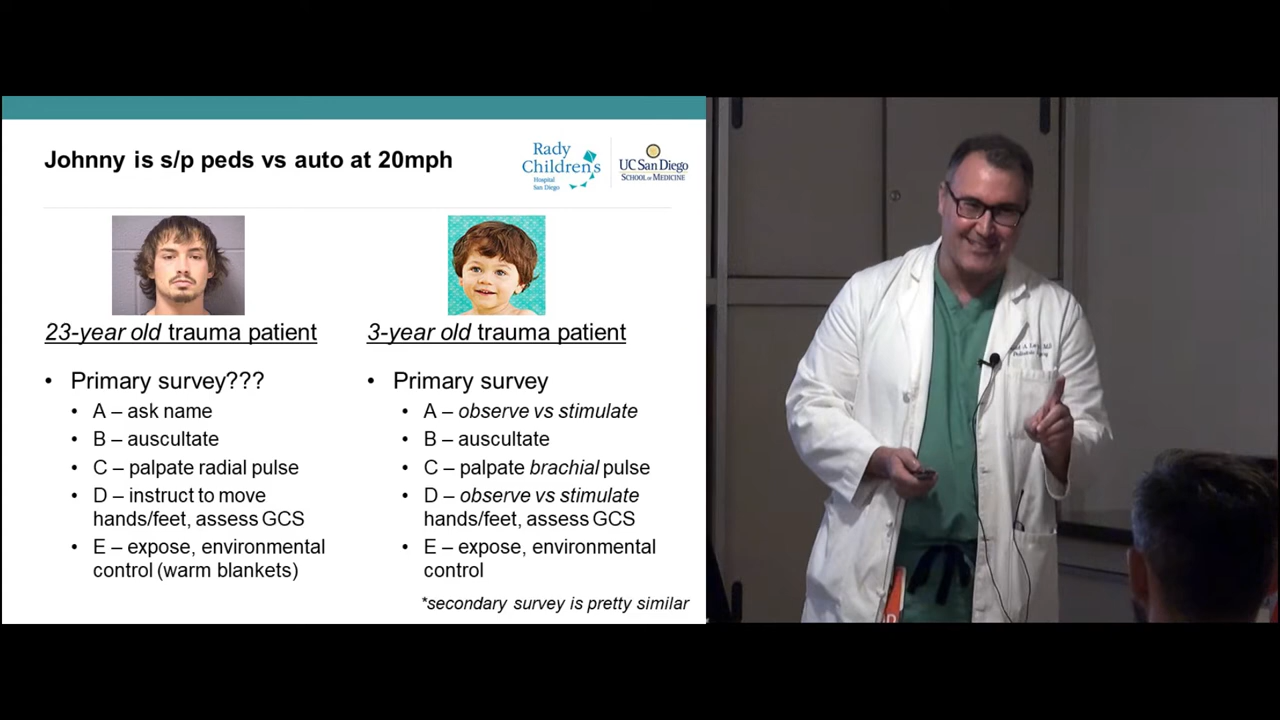 Johnny is s/p peds vs auto at 20mph
Rady
Children's
Hospital
San Diego
UC San Diego
SCHOOL OF MEDICINE
23-year old trauma patient
• Primary survey???
• A – ask name
• B – auscultate
• C – palpate radial pulse
• D – instruct to move
hands/feet, assess GCS
• E – expose, environmental
control (warm blankets)
3-year old trauma patient
• Primary survey
• A – observe vs stimulate
• B – auscultate
• C – palpate brachial pulse
• D – observe vs stimulate
hands/feet, assess GCS
• E – expose, environmental
control
*secondary survey is pretty similar